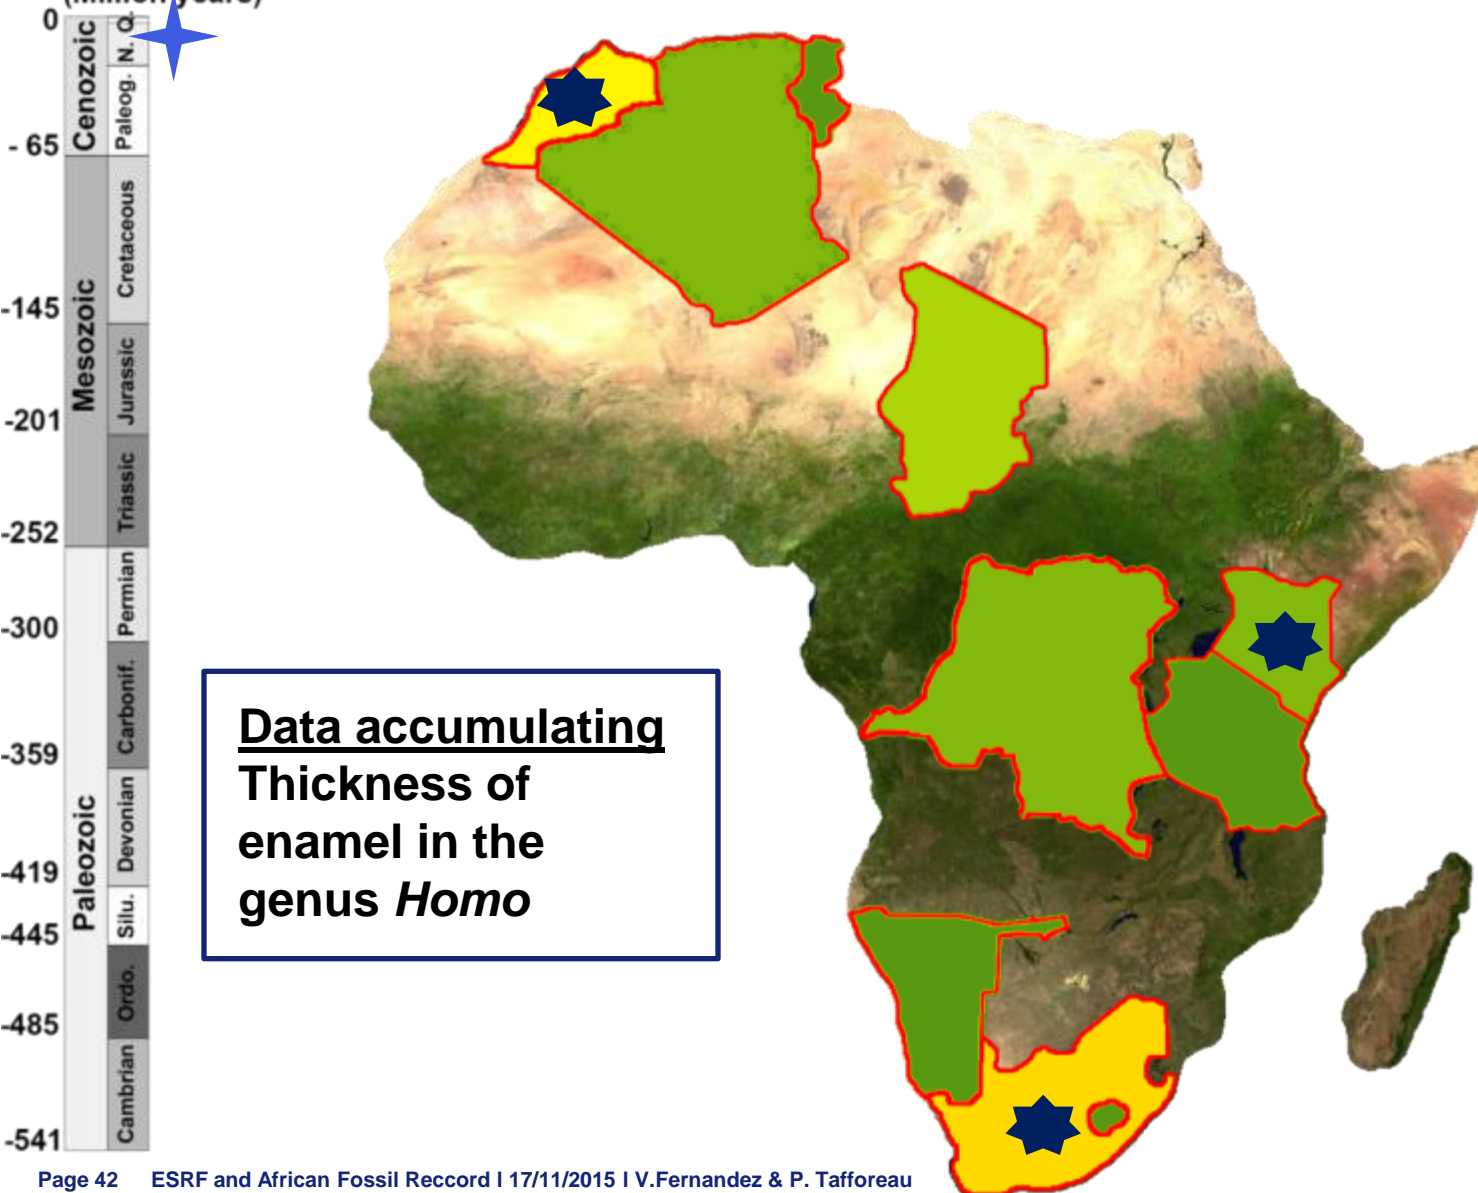 (Million years)
0
- 65
-145
-201
-252
-300
-359
-419
-445
-485
-541
Cenozoic
Mesozoic
Paleozoic
N. Q.
Paleog.
Cretaceous
Jurassic
Triassic
Permian
Carbonif.
Devonian
Silu.
Ordo.
Cambrian
Data accumulating
Thickness of
enamel in the
genus Homo
Page 42 ESRF and African Fossil Reccord l 17/11/2015 l V.Fernandez & P. Tafforeau